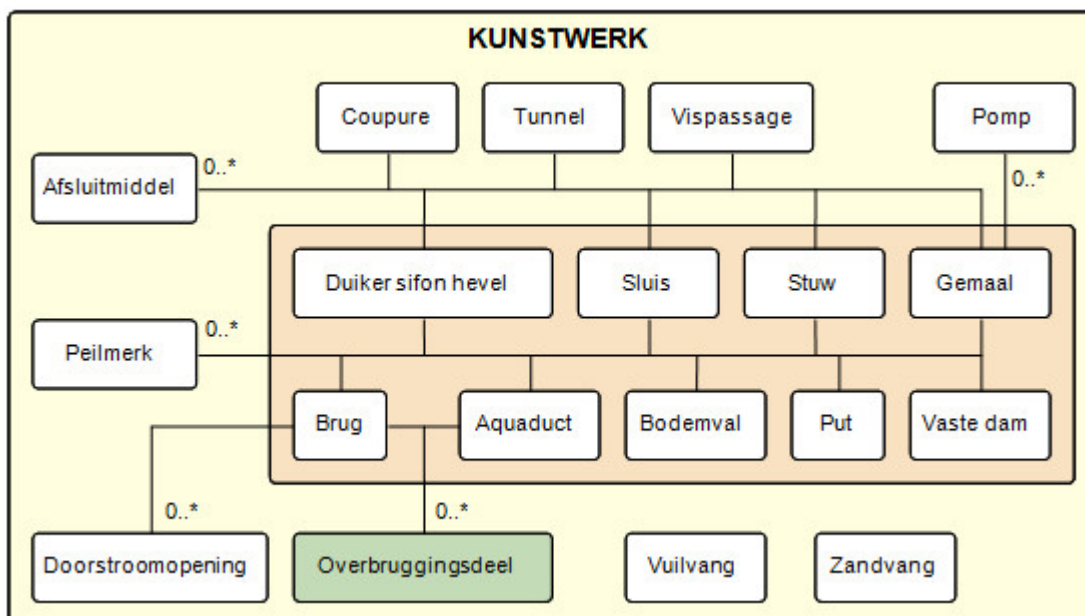 KUNSTWERK
Coupure
Tunnel
Vispassage
Pomp
0..*
0..*
Afsluitmiddel
Duiker sifon hevel
Sluis
Stuw
Gemaal
0..*
Peilmerk
Brug
Aquaduct
Bodemval
Put
Vaste dam
0..*
0..*
Doorstroomopening
Overbruggingsdeel
Vuilvang
Zandvang